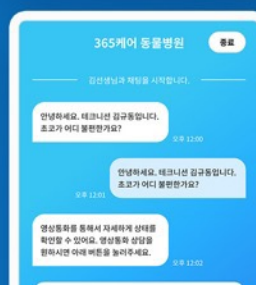 365케어 동물병원
종료
김선생님과 채팅을 시작합니다.
안녕하세요. 테크니션 김규동입니다.
초코가 어디 불편한가요?
오후 12:00
안녕하세요. 테크니션 김규동입니다.
초코가 어디 불편한가요?
오후 12:01
영상통화를 통해서 자세하게 상태를
확인할 수 있어요. 영상통화 상담을
원하시면 아래 버튼을 눌러주세요.
오후 12:02